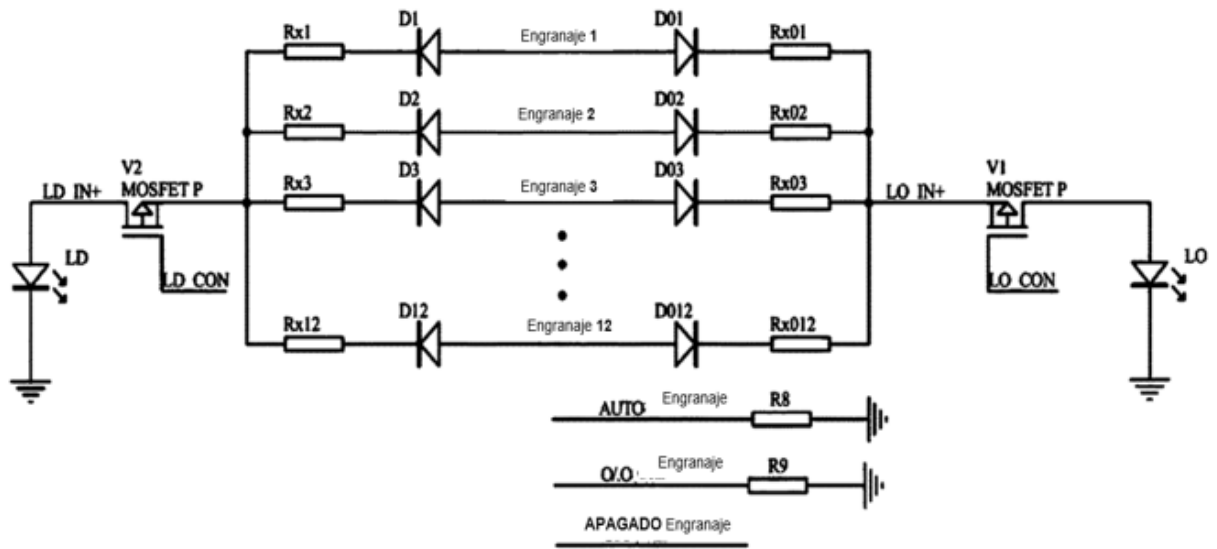 Rx1 D1 Engranaje 1 D01 Rx01
Rx2 D2 Engranaje 2 D02 Rx02
V2 Rx3 D3 Engranaje 3 D03 Rx03 V1
LD IN+ MOSFET P LO IN+ MOSFET P
LD LO
LD CON LO CON
Rx12 D12 Engranaje 12 D012 Rx012
AUTO Engranaje R8
O/.O Engranaje R9
APAGADO Engranaje